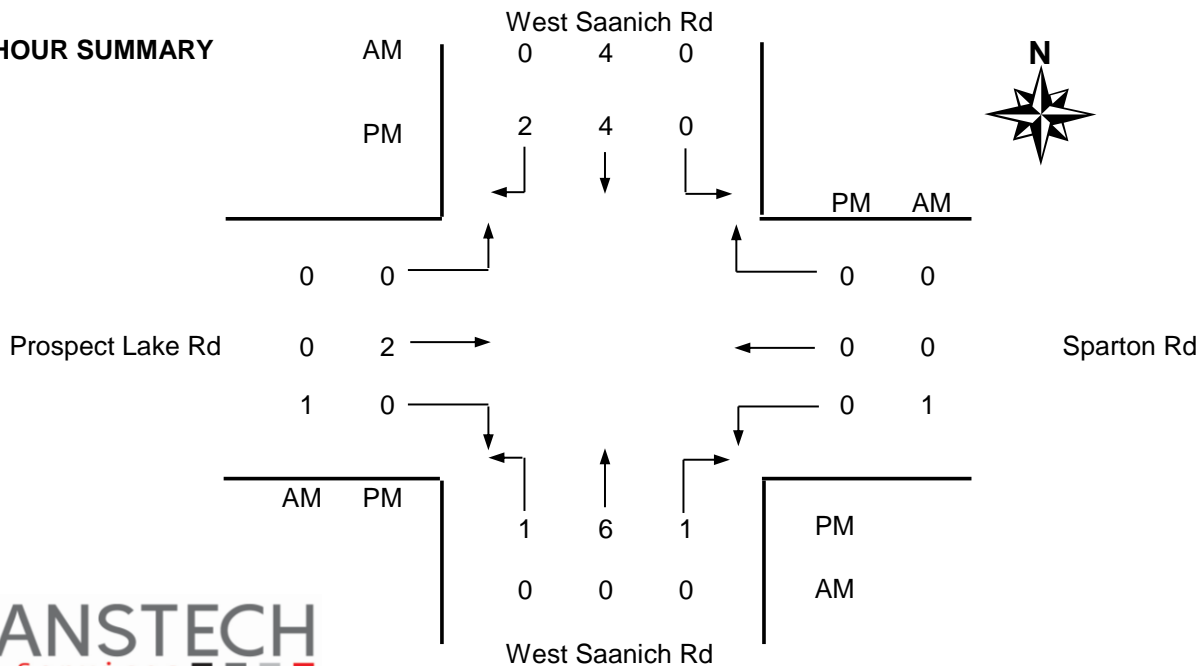 West Saanich Rd
HOUR SUMMARY AM 0 4 0 N
PM 2 4 0
PM AM
0 0 0 0
Prospect Lake Rd 0 2 0 0 Sparton Rd
1 0 0 1
AM PM
1 6 1 PM
0 0 0 AM
ANSTECH
West Saanich Rd